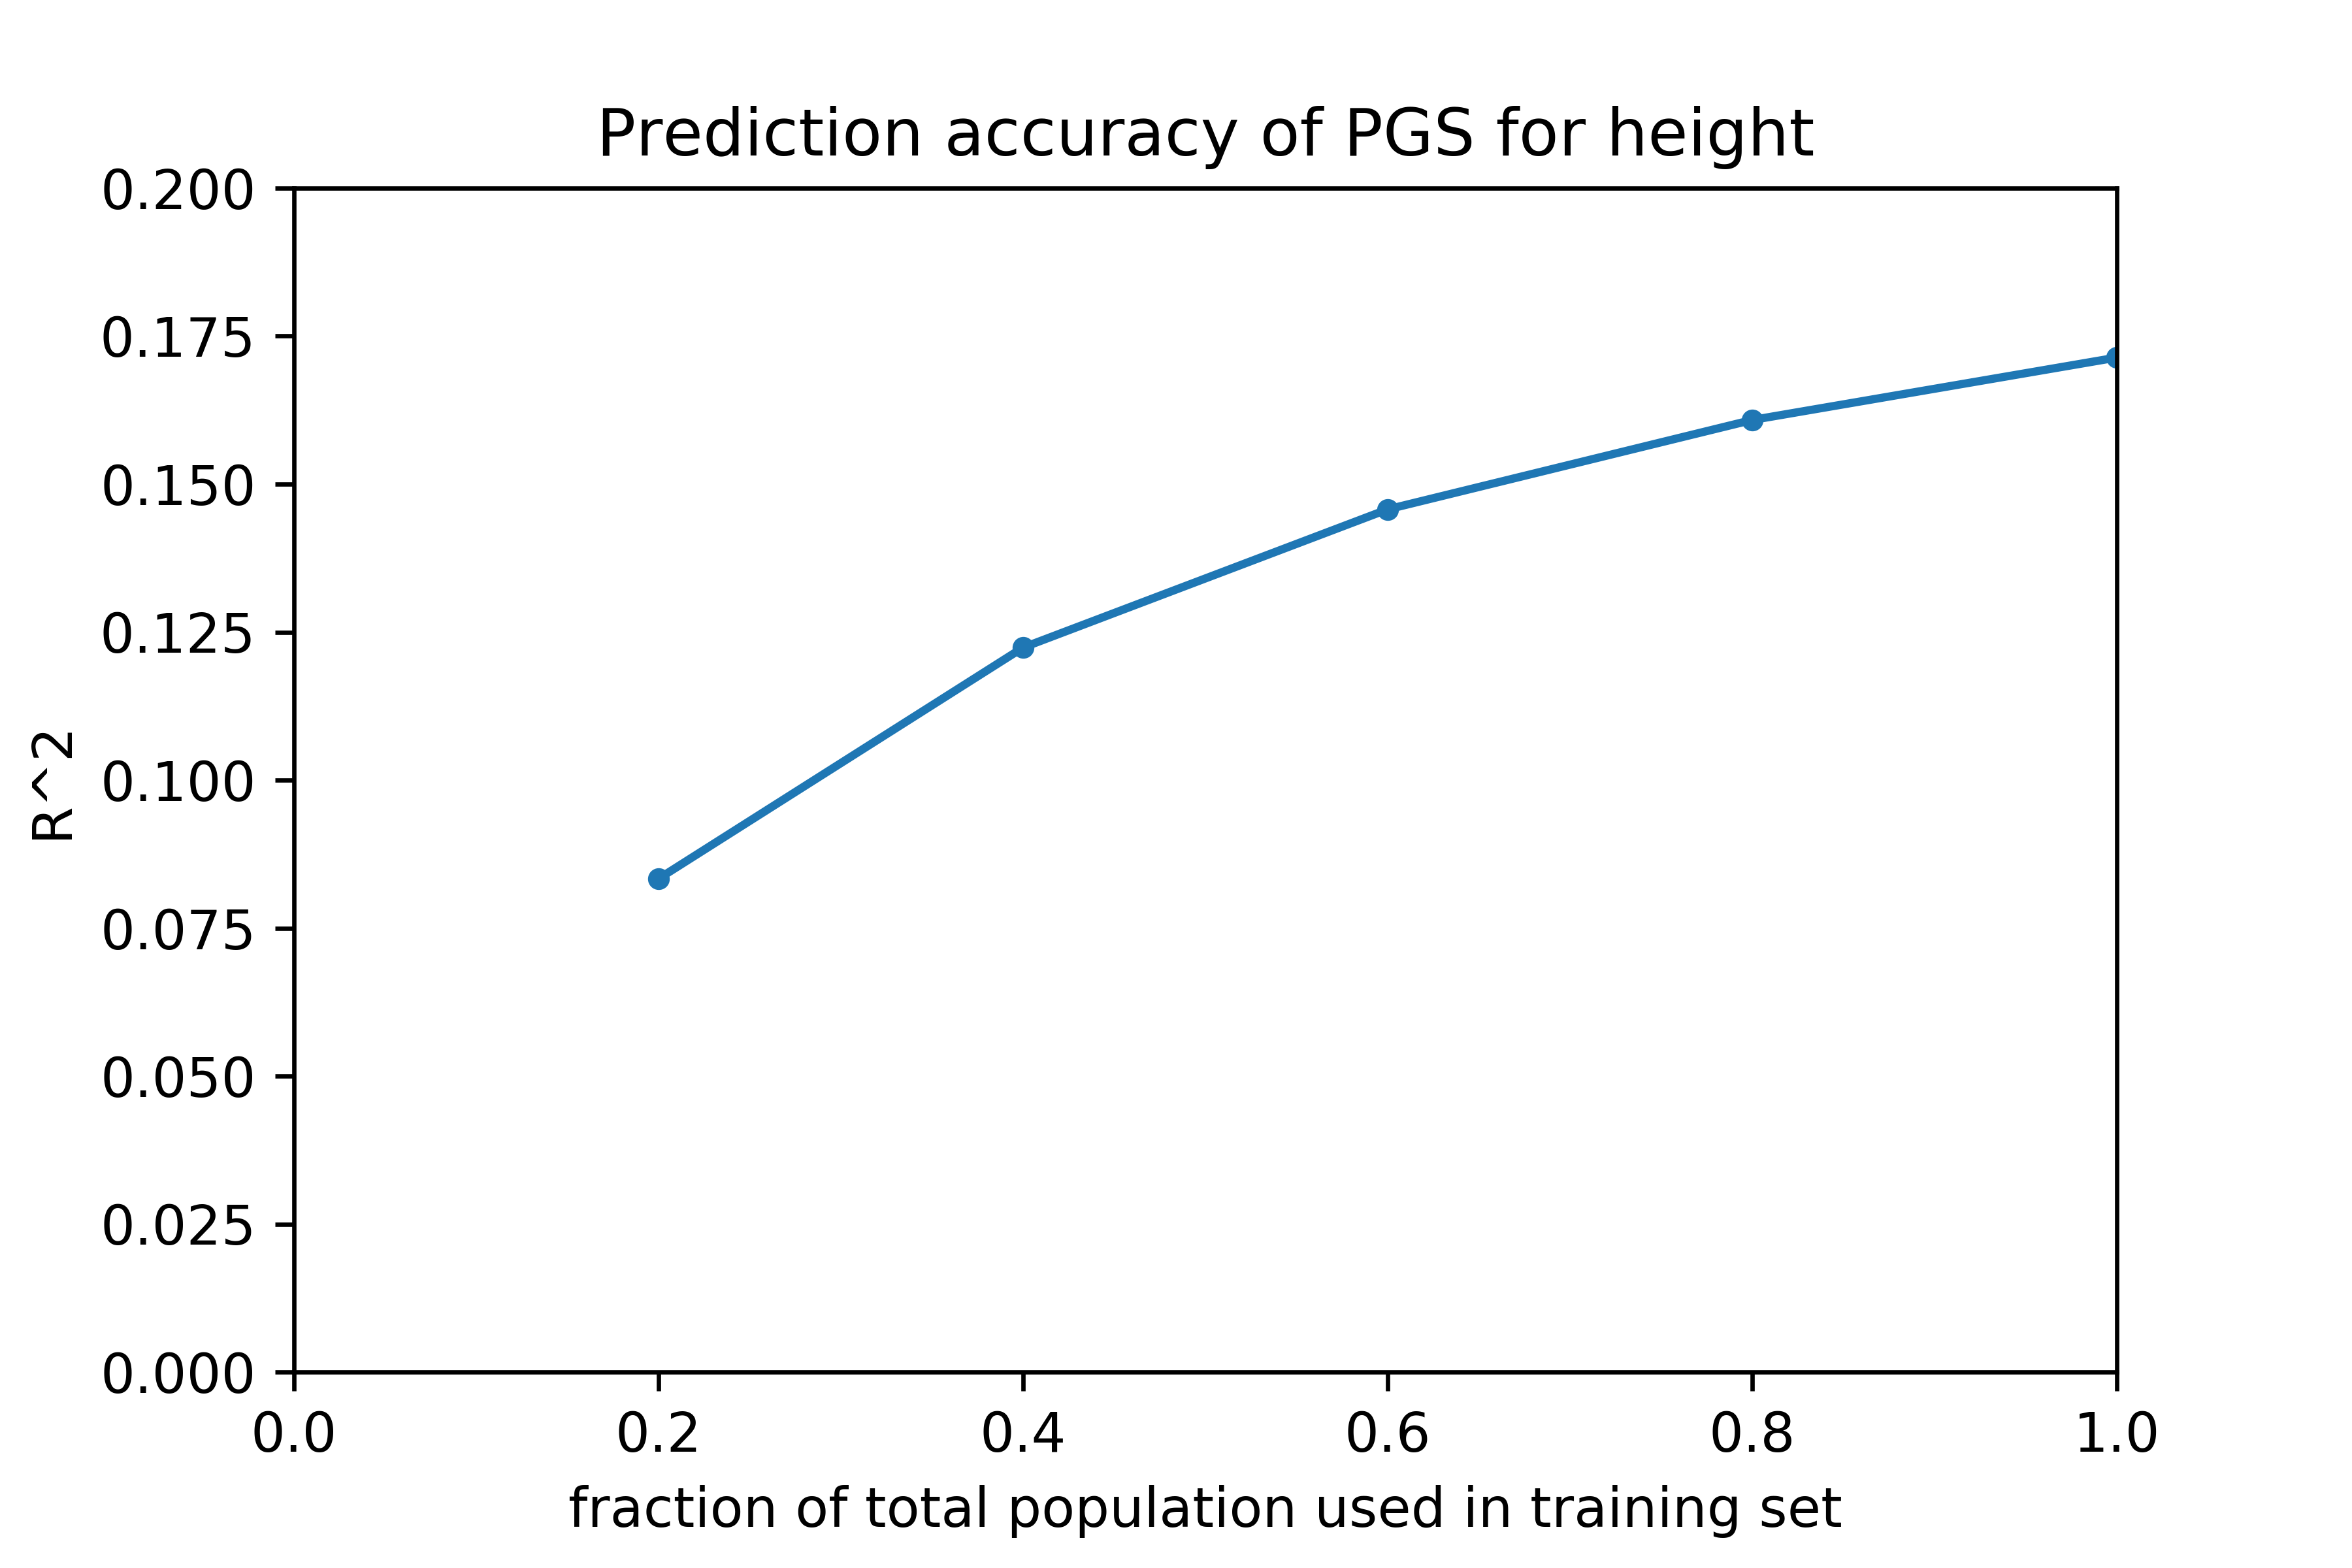 Prediction accuracy of PGS for height
0.200
0.175
0.150
0.125
0.100
0.075
0.050
0.025
0.000
R^2
0.0 0.2 0.4 0.6 0.8 1.0
fraction of total population used in training set